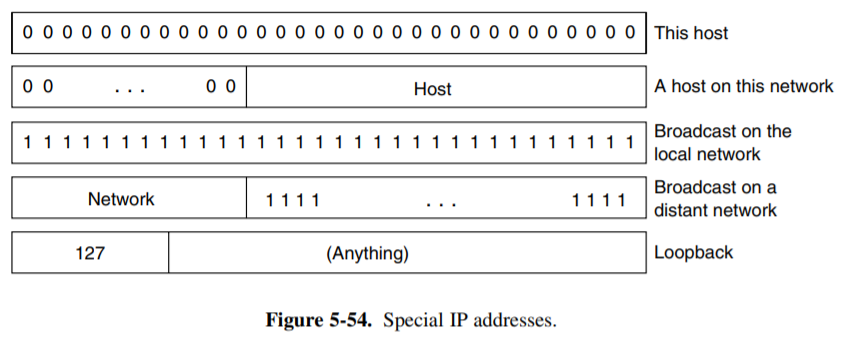 0 0 0 0 0 0 0 0 0 0 0 0 0 0 0 0 0 0 0 0 0 0 0 0 0 0 0 0 0 0 0 0 This host
0 0 ... 0 0 Host A host on this network
1 1 1 1 1 1 1 1 1 1 1 1 1 1 1 1 1 1 1 1 1 1 1 1 1 1 1 1 1 1 1 1 Broadcast on the
local network
Network 1 1 1 1 ... 1 1 1 1 Broadcast on a
distant network
127 (Anything) Loopback
Figure 5-54. Special IP addresses.